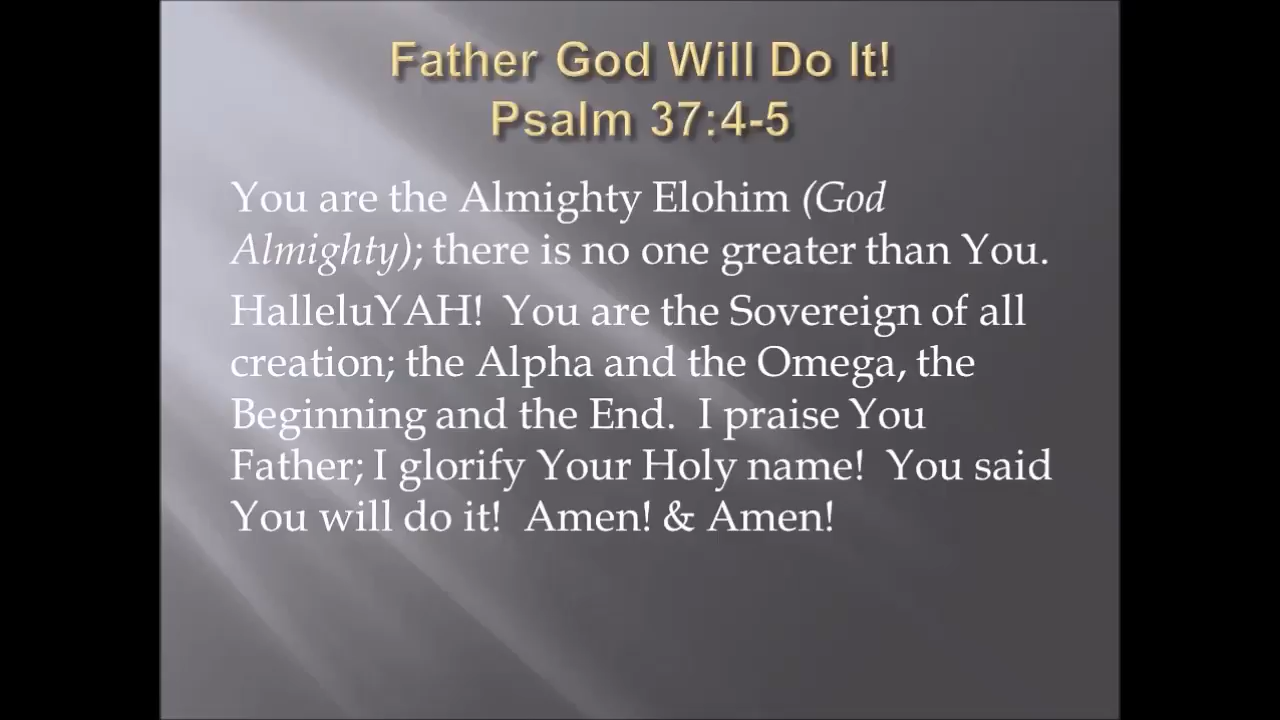 Father God Will Do It!
Psalm 37:4-5
You are the Almighty Elohim (God
Almighty); there is no one greater than You.
HalleluYAH!  You are the Sovereign of all
creation; the Alpha and the Omega, the
Beginning and the End.  I praise You
Father; I glorify Your Holy name!  You said
You will do it!  Amen! & Amen!